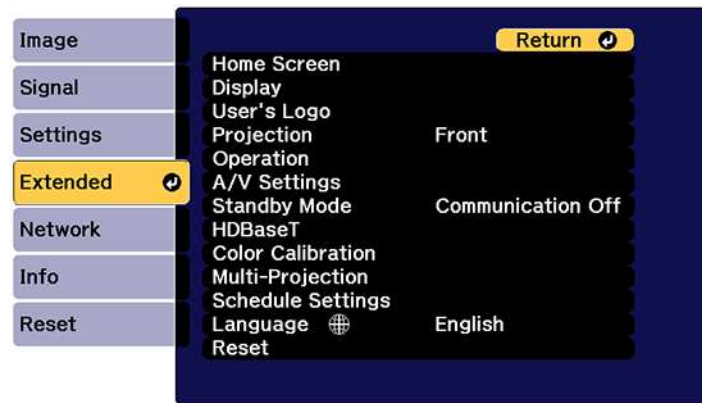 Image
Signal
Settings
Extended
Network
Info
Reset
Return
Home Screen
Display
User's Logo
Projection Front
Operation
A/V Settings
Standby Mode Communication Off
HDBaseT
Color Calibration
Multi-Projection
Schedule Settings
Language English
Reset